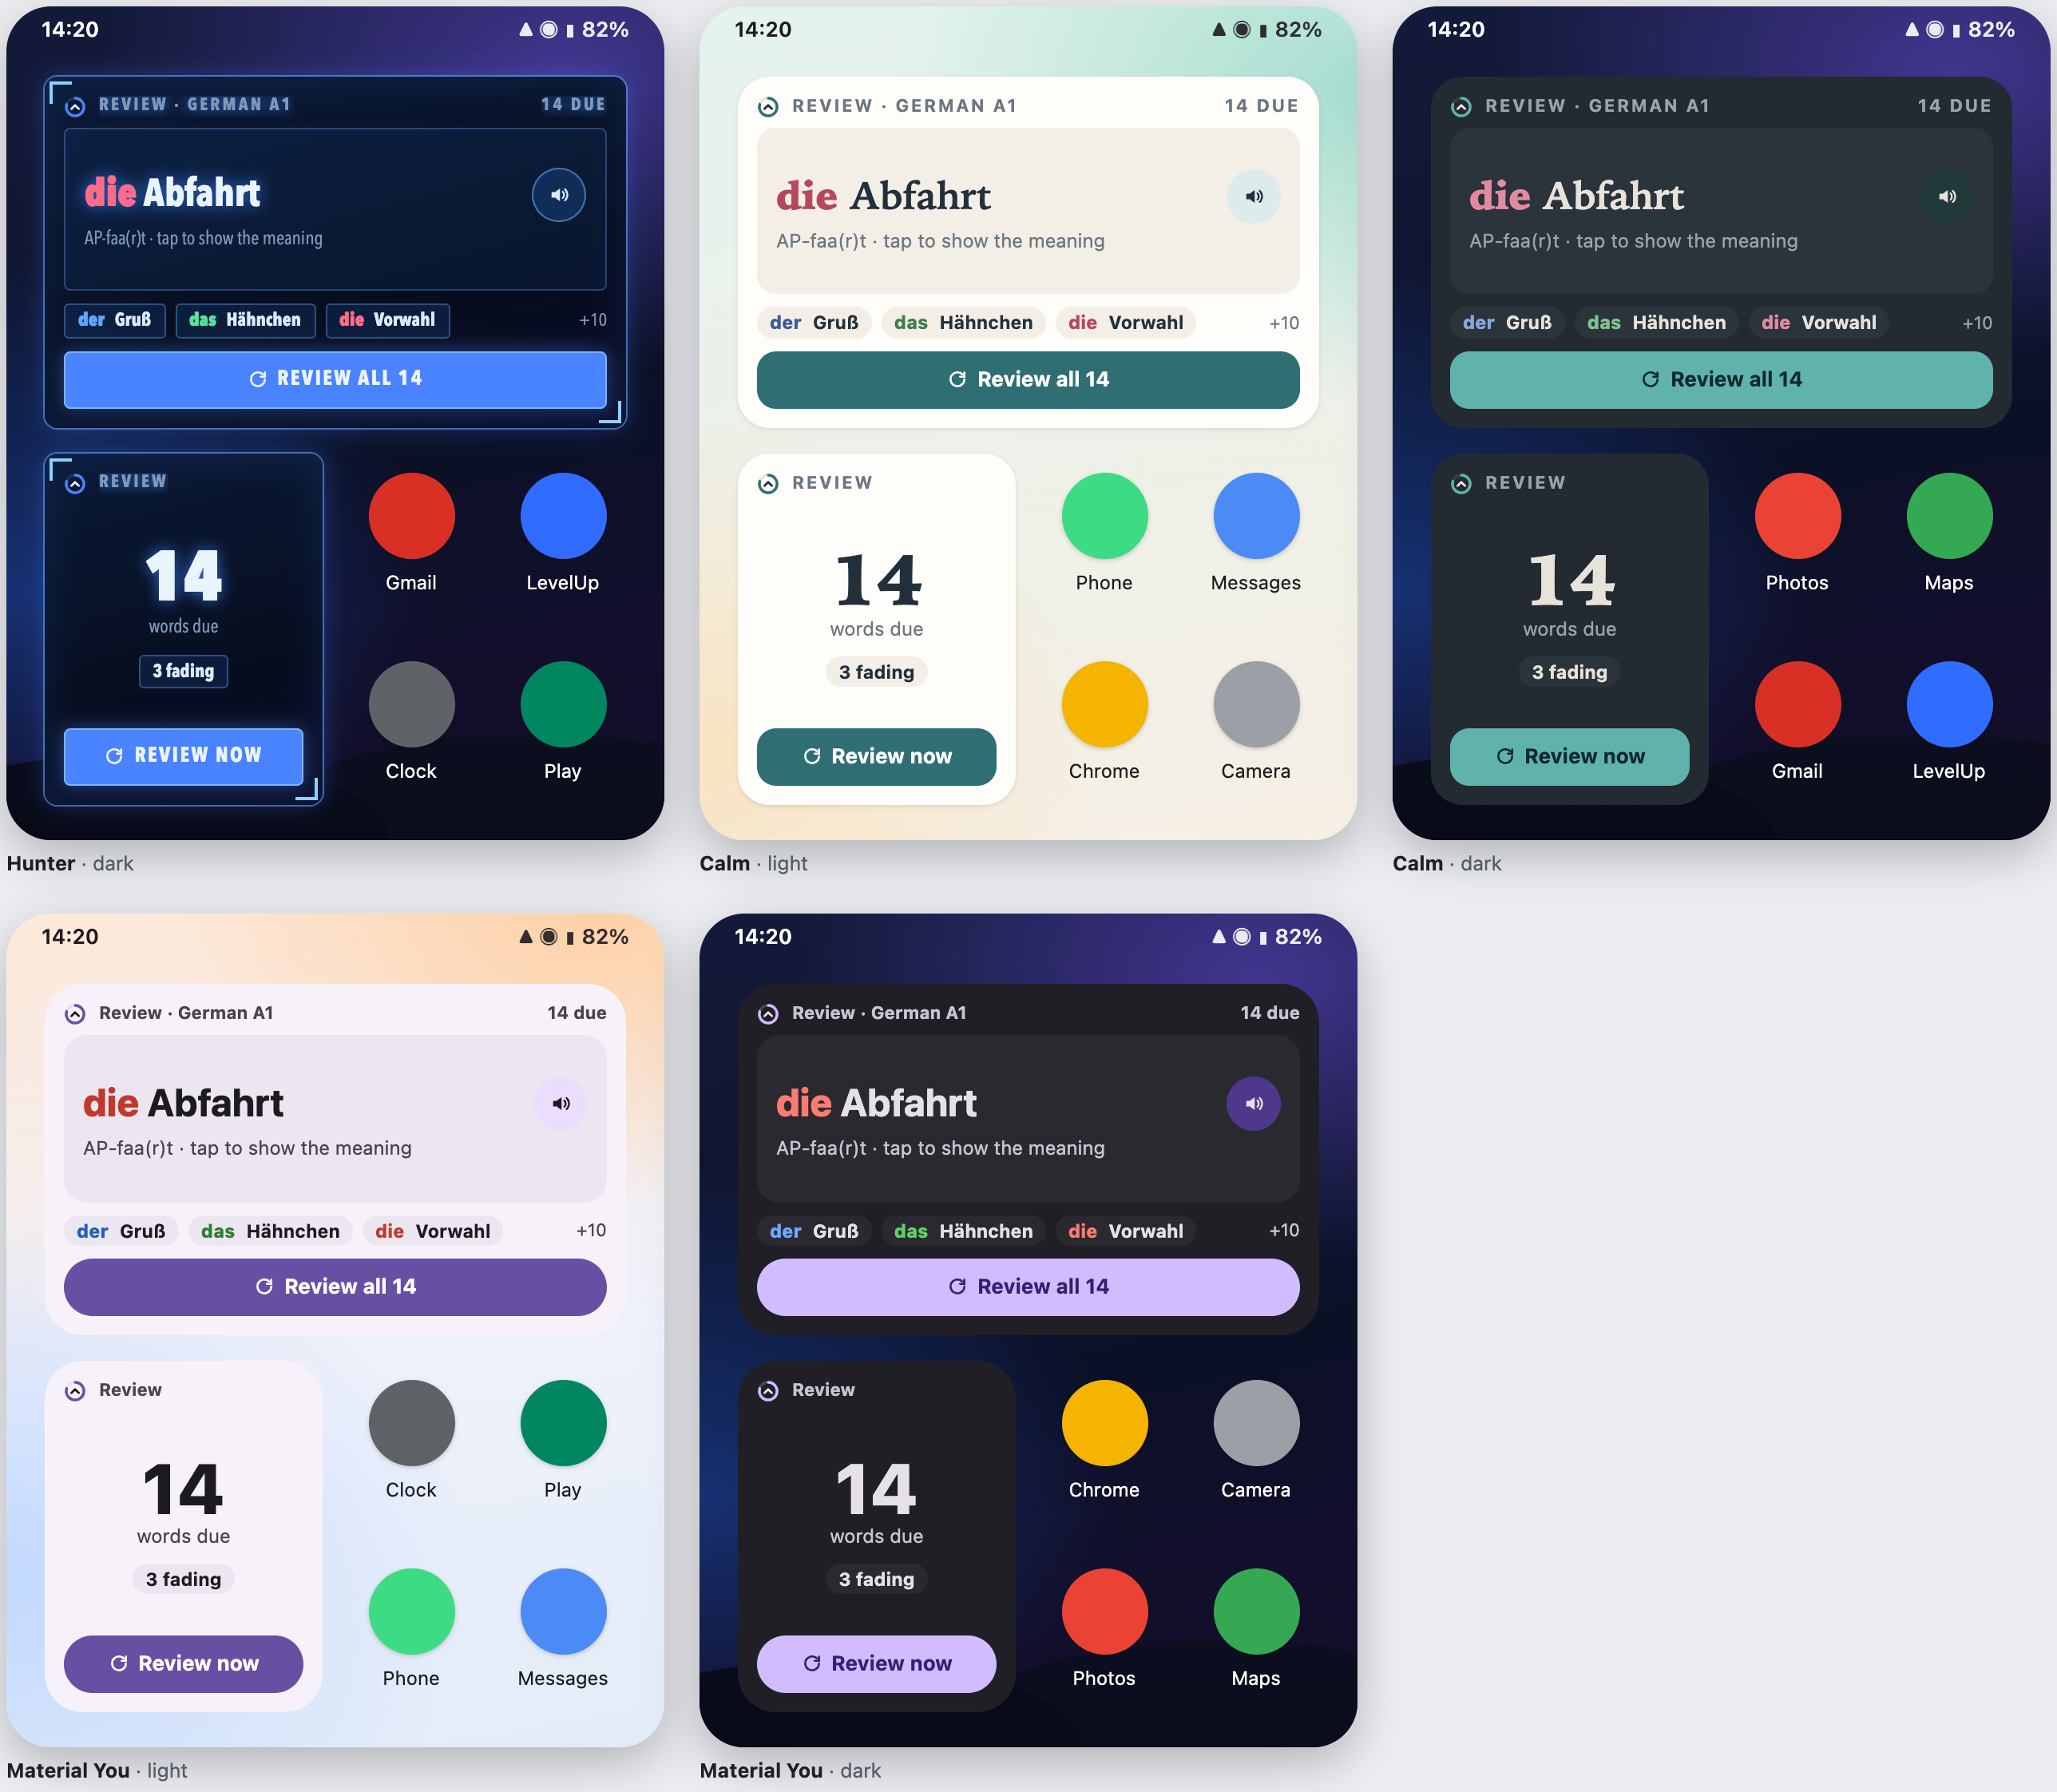 14:20 82%
REVIEW · GERMAN A1 14 DUE
die Abfahrt
AP-faa(r)t · tap to show the meaning
der Gruß das Hähnchen die Vorwahl +10
REVIEW ALL 14
REVIEW
14
words due
3 fading
REVIEW NOW
Gmail LevelUp
Clock Play
Hunter · dark
14:20 82%
REVIEW · GERMAN A1 14 DUE
die Abfahrt
AP-faa(r)t · tap to show the meaning
der Gruß das Hähnchen die Vorwahl +10
Review all 14
REVIEW
14
words due
3 fading
Review now
Phone Messages
Chrome Camera
Calm · light
14:20 82%
REVIEW · GERMAN A1 14 DUE
die Abfahrt
AP-faa(r)t · tap to show the meaning
der Gruß das Hähnchen die Vorwahl +10
Review all 14
REVIEW
14
words due
3 fading
Review now
Photos Maps
Gmail LevelUp
Calm · dark
14:20 82%
Review · German A1 14 due
die Abfahrt
AP-faa(r)t · tap to show the meaning
der Gruß das Hähnchen die Vorwahl +10
Review all 14
Review
14
words due
3 fading
Review now
Clock Play
Phone Messages
Material You · light
14:20 82%
Review · German A1 14 due
die Abfahrt
AP-faa(r)t · tap to show the meaning
der Gruß das Hähnchen die Vorwahl +10
Review all 14
Review
14
words due
3 fading
Review now
Chrome Camera
Photos Maps
Material You · dark